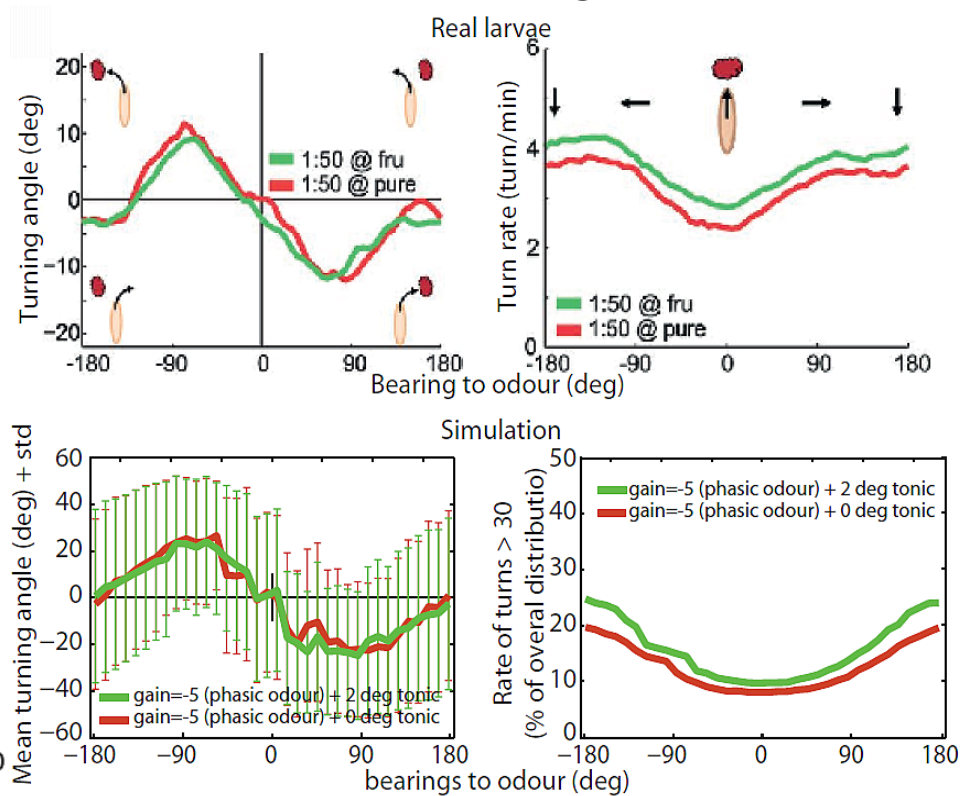 Real larvae
Turning angle (deg)
20
10
0
−10
−20
-180
-90
0
90
180
1:50 @ fru
1:50 @ pure
Turn rate (turn/min)
6
4
2
0
-180
-90
0
90
180
1:50 @ fru
1:50 @ pure
Bearing to odour (deg)
Simulation
Mean turning angle (deg) + std
60
40
20
0
−20
−40
−60
−180
−90
0
90
180
gain=-5 (phasic odour) + 2 deg tonic
gain=-5 (phasic odour) + 0 deg tonic
Rate of turns > 30
(% of overall distributio)
50
40
30
20
10
0
−180
−90
0
90
180
gain=-5 (phasic odour) + 2 deg tonic
gain=-5 (phasic odour) + 0 deg tonic
bearings to odour (deg)